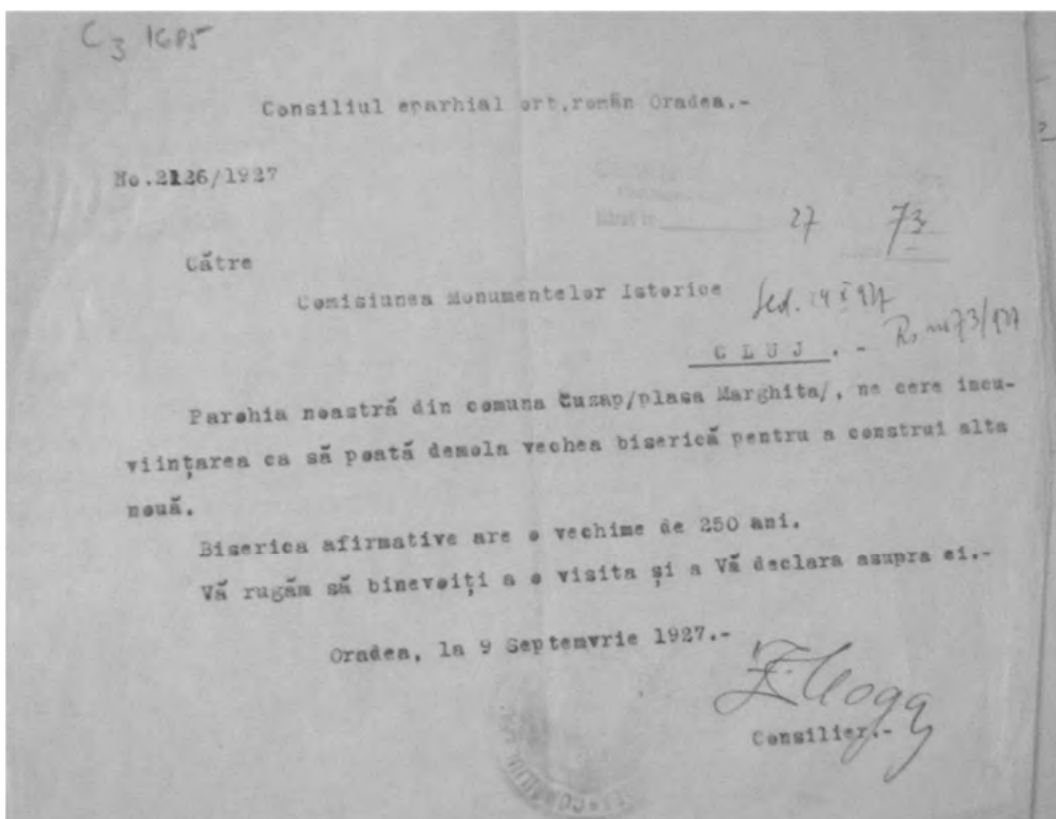 C3
Consiliul eparhial ort.român Oradea.-
No.2126/1927
27 73
Către
Comisiunea Monumentelor Istorice
CLUJ.-
Parohia noastră din comuna Cuzap/plasa Marghita/, ne cere incu-
viințarea ca să poată demola vechea biserică pentru a construi alta
nouă.
Biserica afirmative are o vechime de 250 ani.
Vă rugăm să binevoiți a o visita și a Vă declara asupra ei.-
Oradea, la 9 Septemvrie 1927.-
Consilier.-